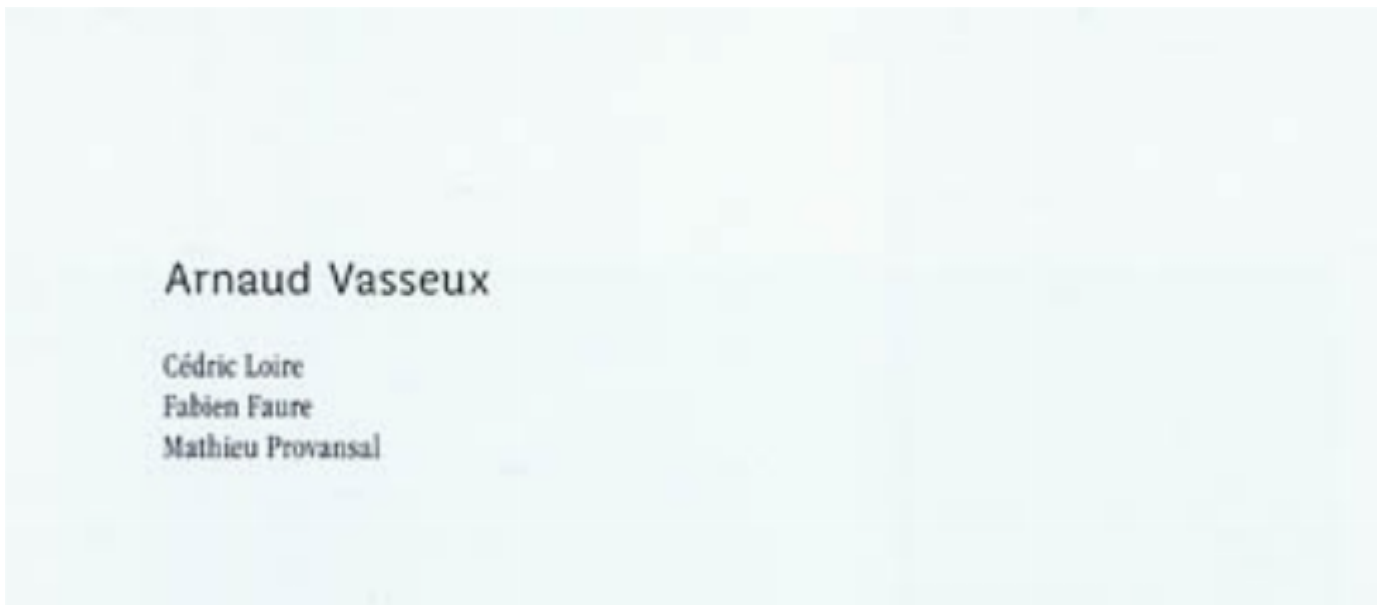 Arnaud Vasseux
Cédric Loire
Fabien Faure
Mathieu Provansal